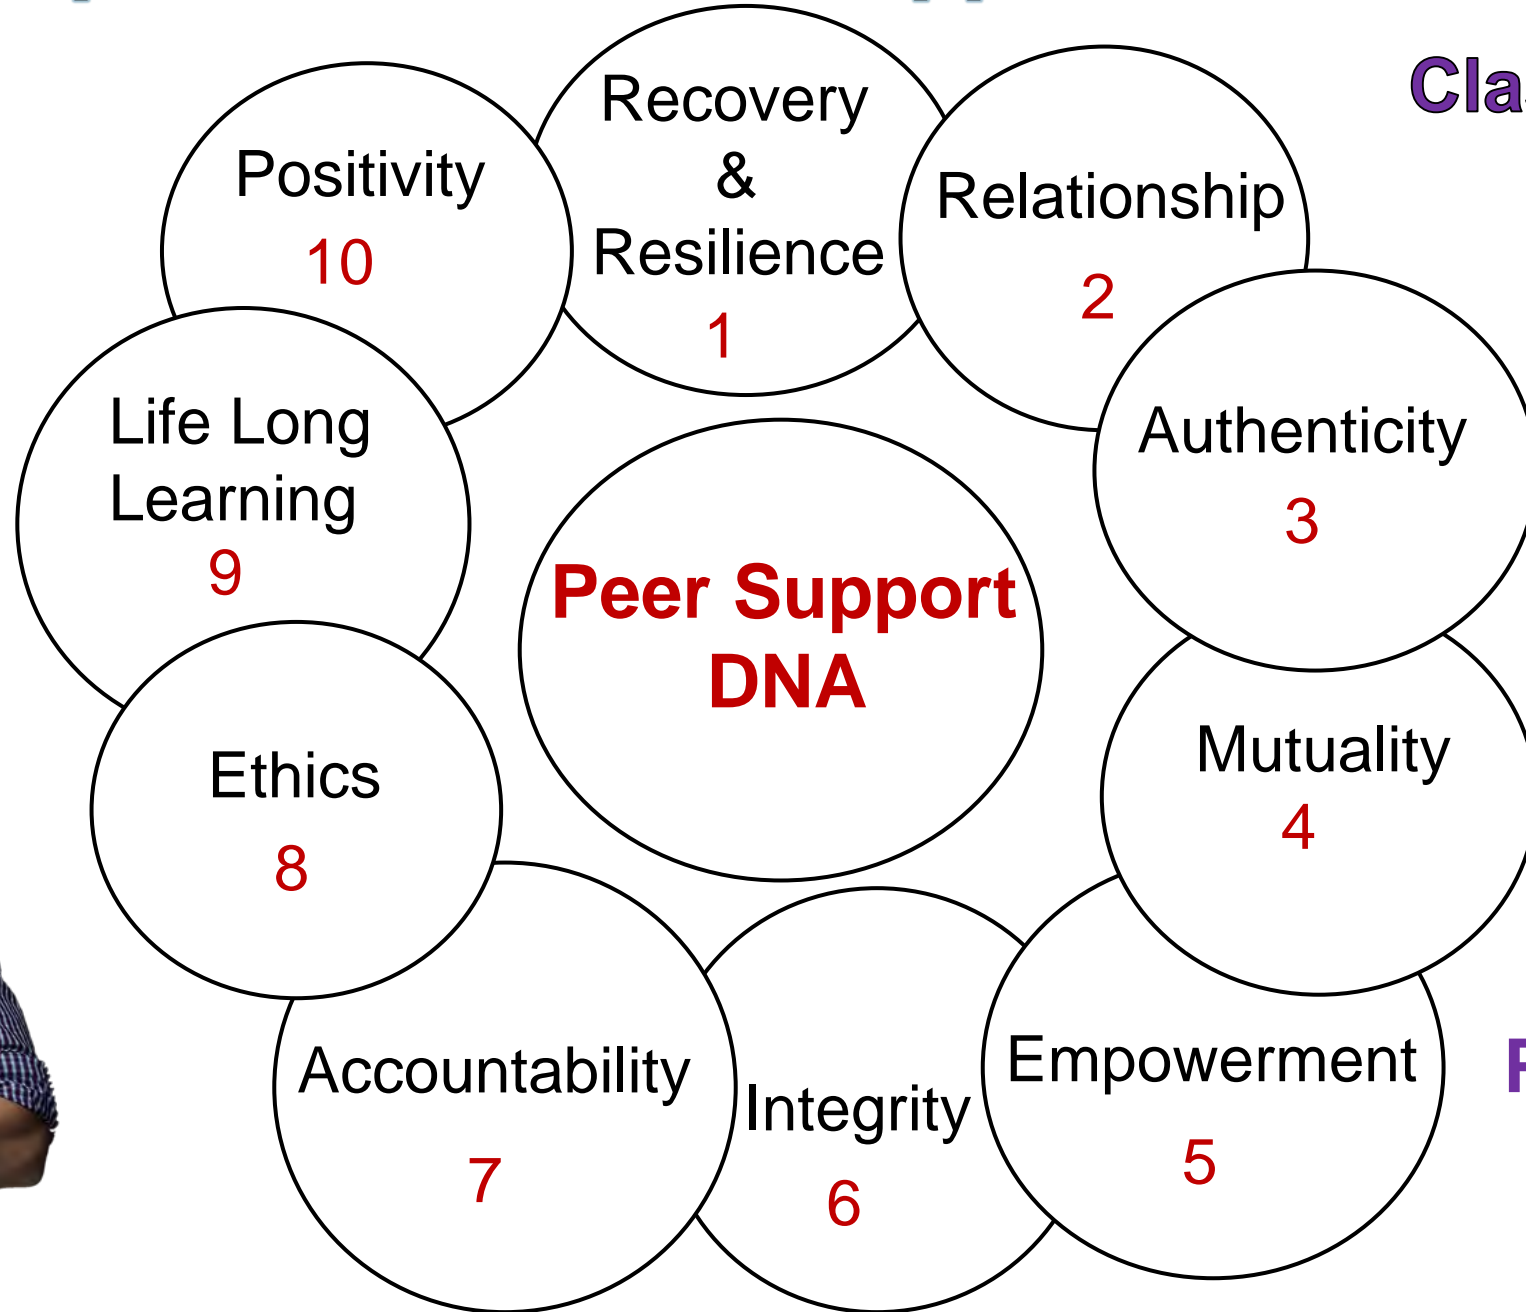 Recovery
&
Resilience
1
Relationship
2
Authenticity
3
Mutuality
4
Empowerment
5
Integrity
6
Accountability
7
Ethics
8
Life Long
Learning
9
Positivity
10
Peer Support
DNA